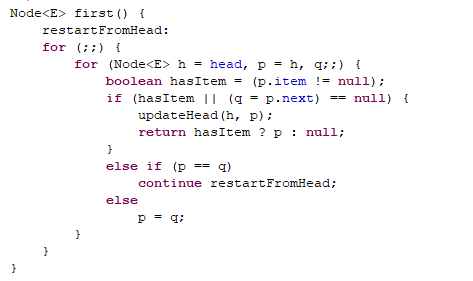 Node<E> first() {
    restartFromHead:
    for (;;) {
        for (Node<E> h = head, p = h, q;;) {
            boolean hasItem = (p.item != null);
            if (hasItem || (q = p.next) == null) {
                updateHead(h, p);
                return hasItem ? p : null;
            }
            else if (p == q)
                continue restartFromHead;
            else
                p = q;
        }
    }
}